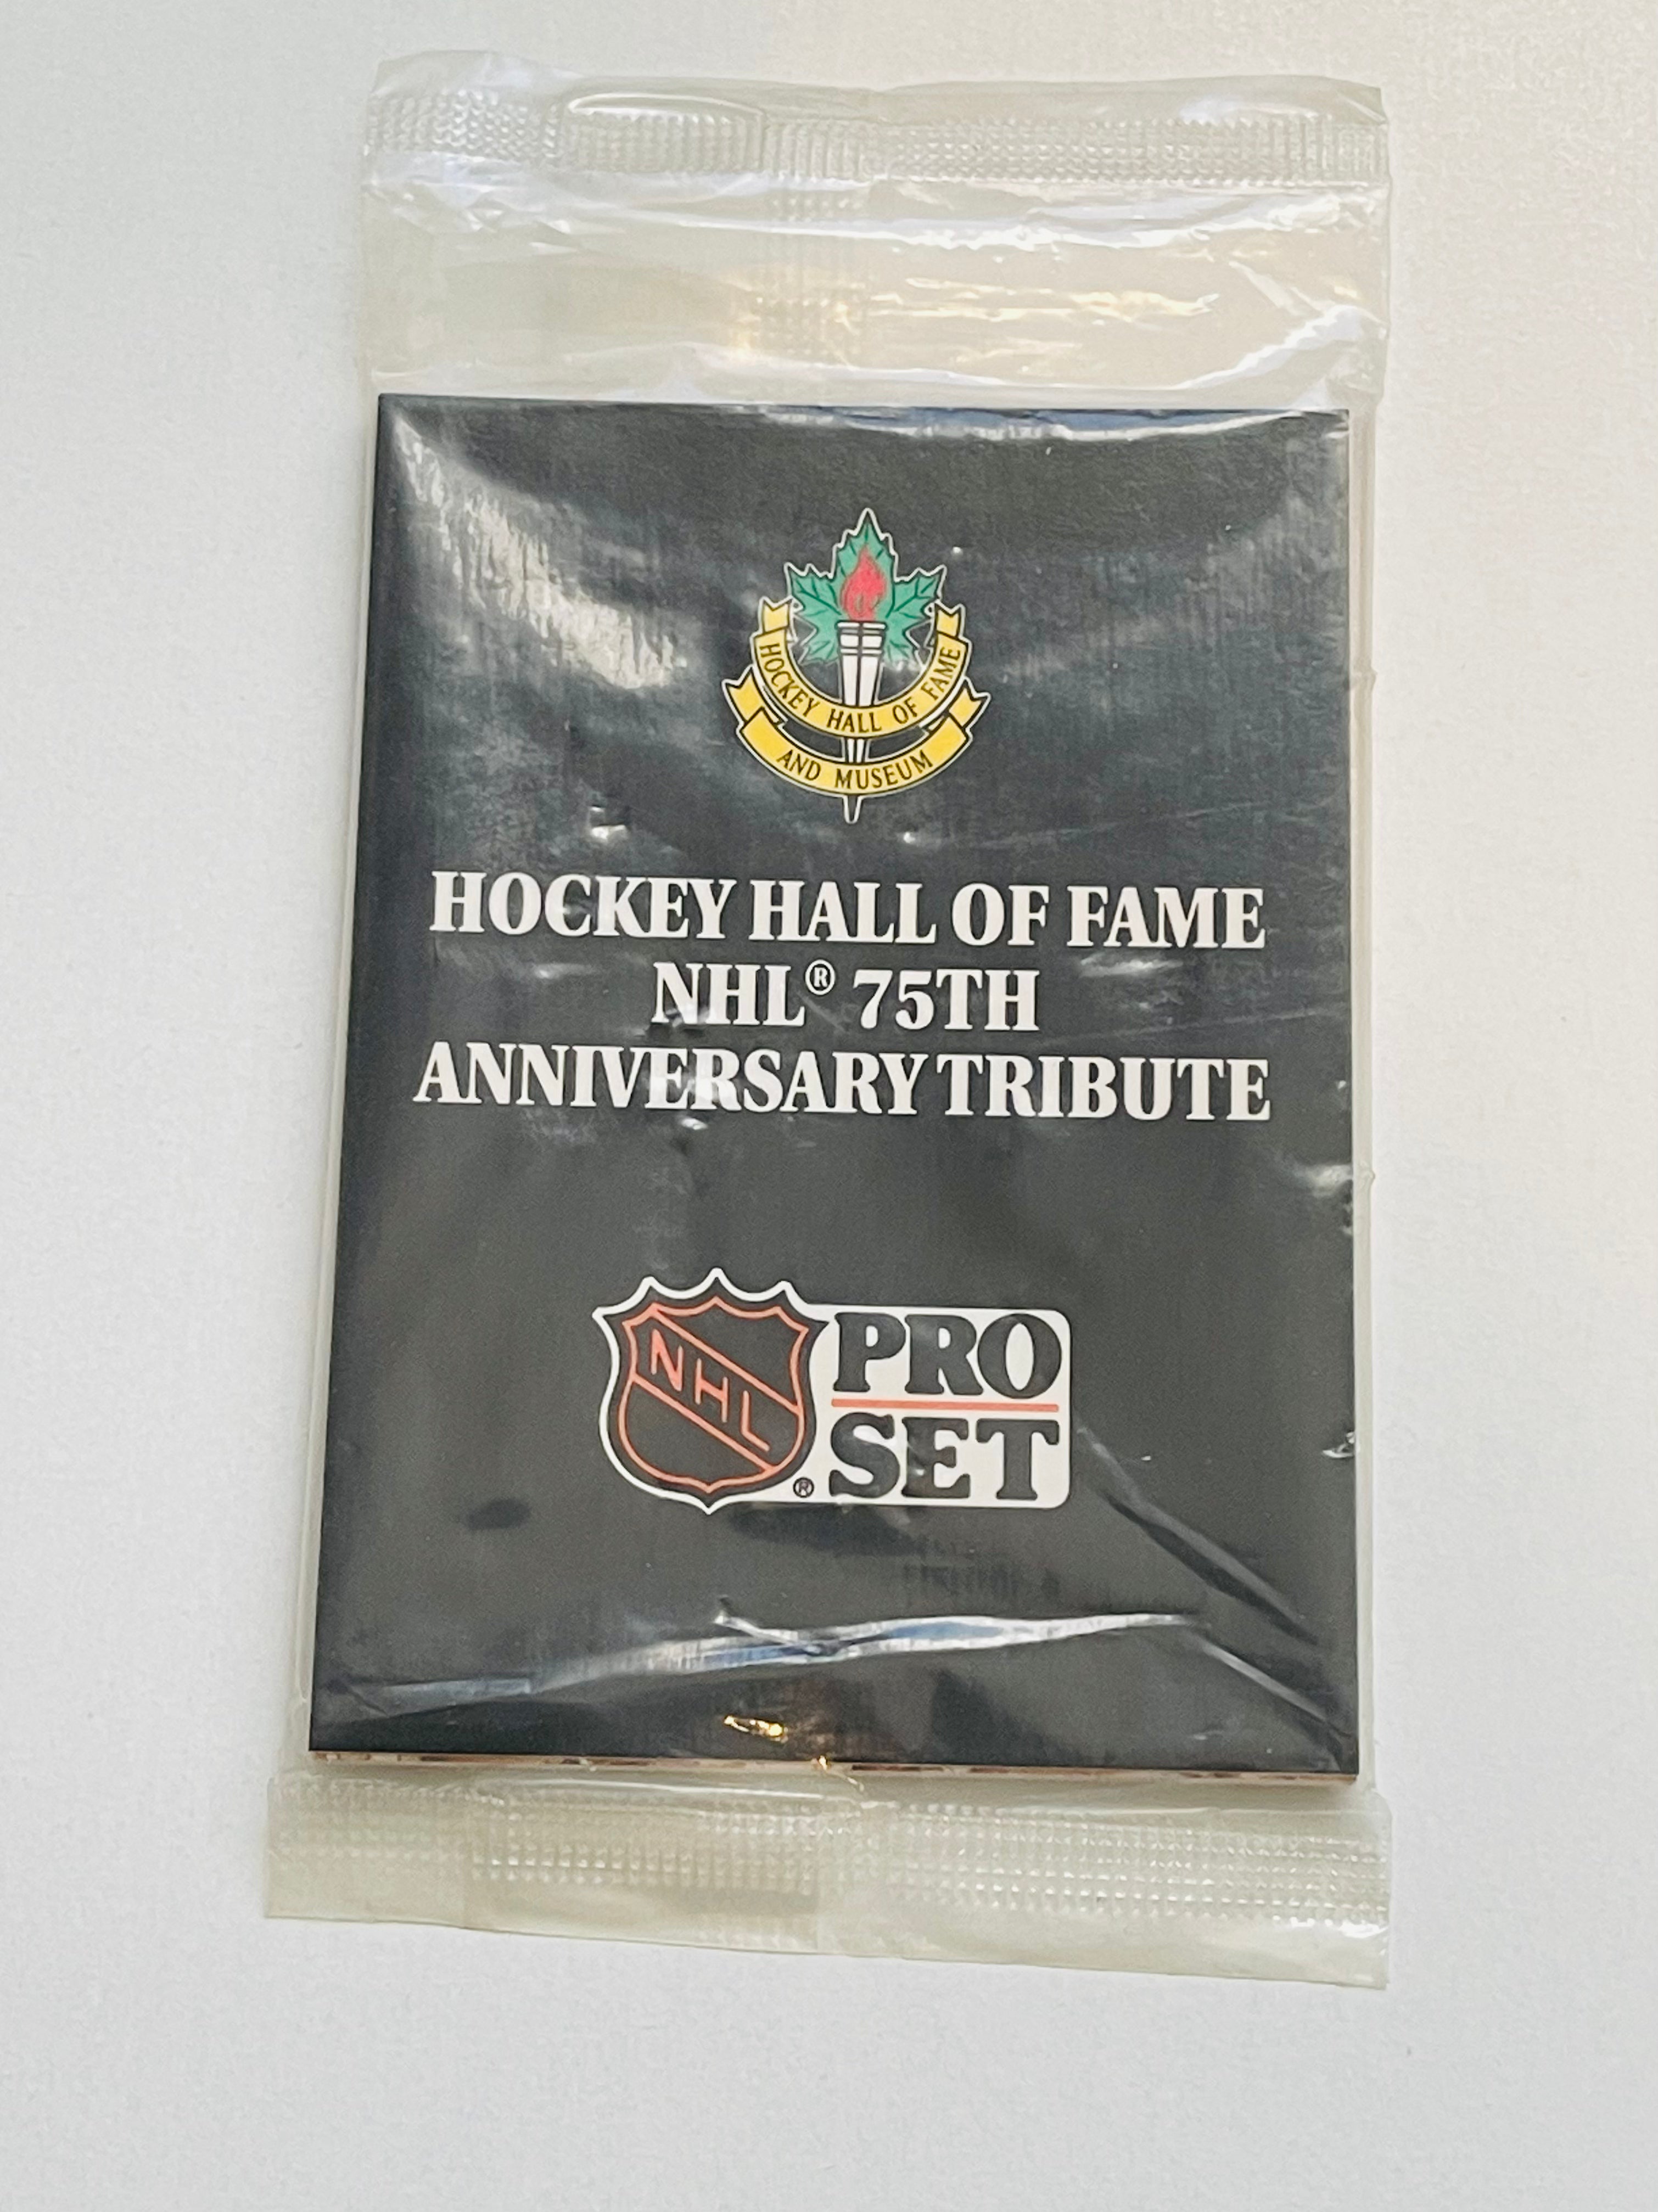 HOCKEY HALL OF FAME
AND MUSEUM
HOCKEY HALL OF FAME
NHL® 75TH
ANNIVERSARY TRIBUTE
NHL
®
PRO
SET